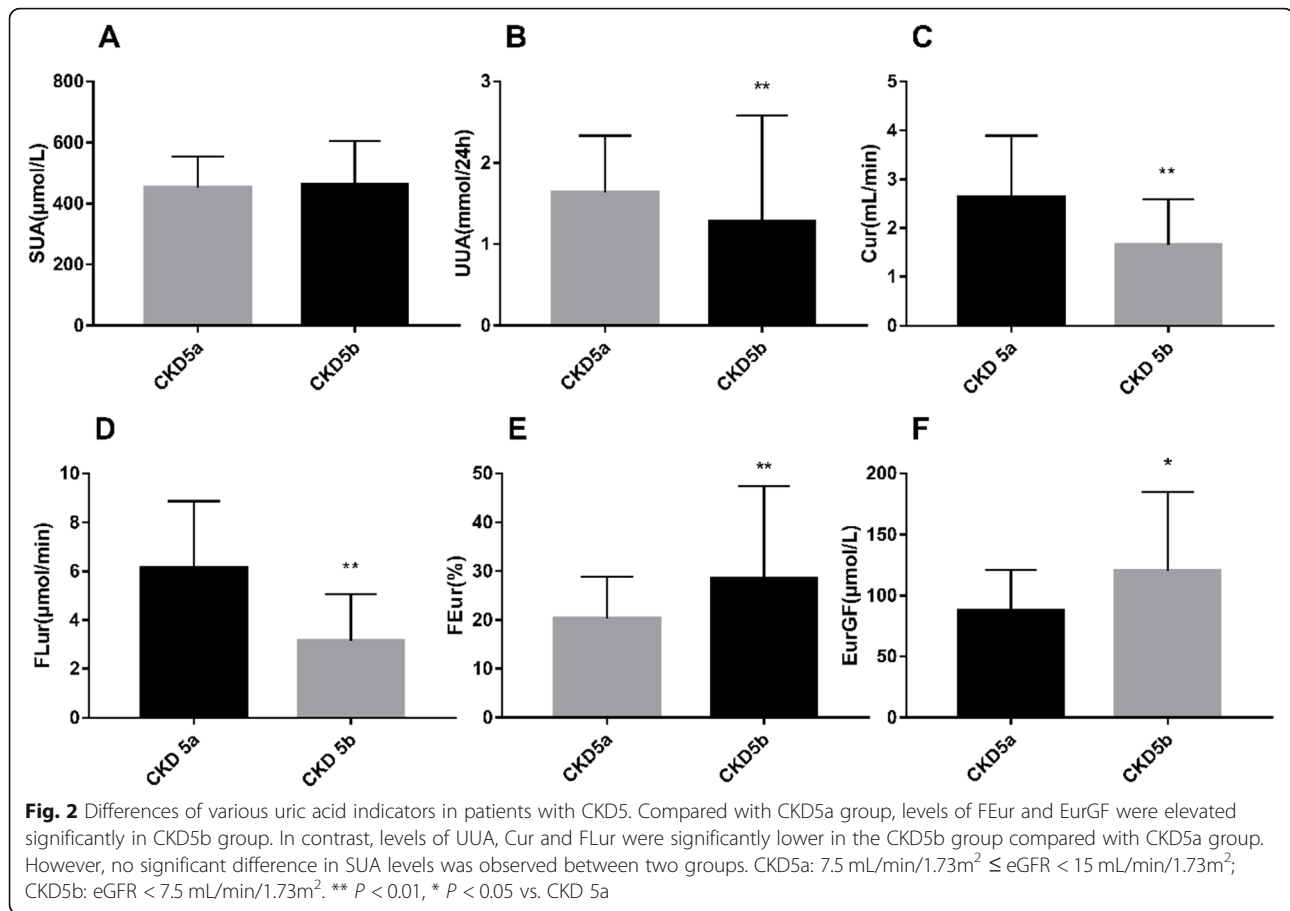 A
SUA(μmol/L)
800
600
400
200
0
CKD5a
CKD5b
B
UUA(mmol/24h)
3
2
1
0
**
CKD5a
CKD5b
C
Cur(mL/min)
5
4
3
2
1
0
**
CKD 5a
CKD 5b
D
FLur(μmol/min)
10
8
6
4
2
0
**
CKD 5a
CKD 5b
E
FEur(%)
50
40
30
20
10
0
**
CKD5a
CKD5b
F
EurGF(μmol/L)
200
150
100
50
0
*
CKD5a
CKD5b
Fig. 2 Differences of various uric acid indicators in patients with CKD5. Compared with CKD5a group, levels of FEur and EurGF were elevated
significantly in CKD5b group. In contrast, levels of UUA, Cur and FLur were significantly lower in the CKD5b group compared with CKD5a group.
However, no significant difference in SUA levels was observed between two groups. CKD5a: 7.5 mL/min/1.73m² ≤ eGFR < 15 mL/min/1.73m²;
CKD5b: eGFR < 7.5 mL/min/1.73m². ** P < 0.01, * P < 0.05 vs. CKD 5a